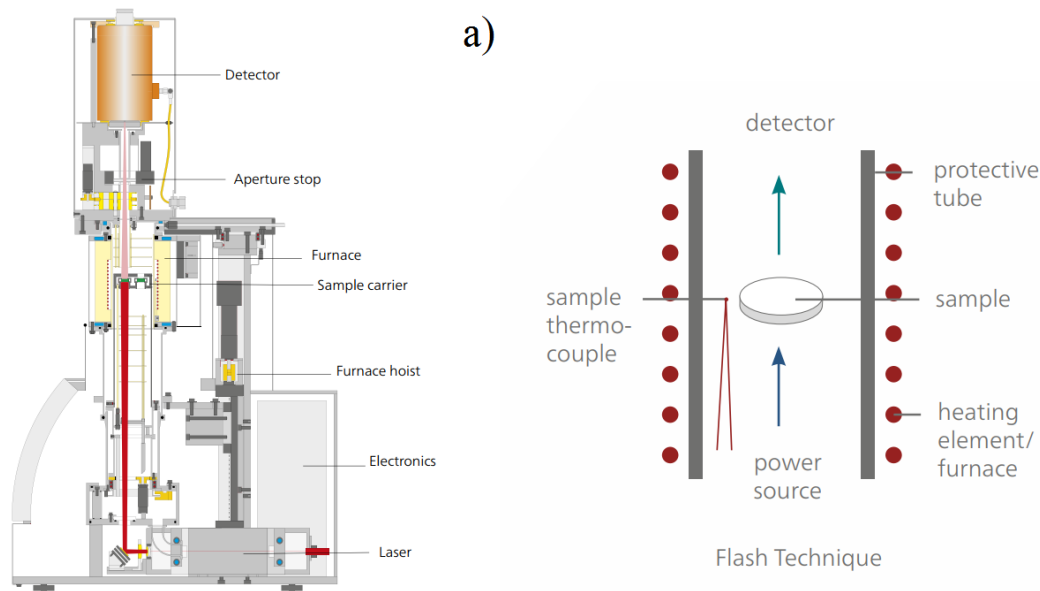 a)
Detector
Aperture stop
Furnace
Sample carrier
Furnace hoist
Electronics
Laser
detector
protective
tube
sample
thermo-
couple
sample
heating
element/
furnace
power
source
Flash Technique